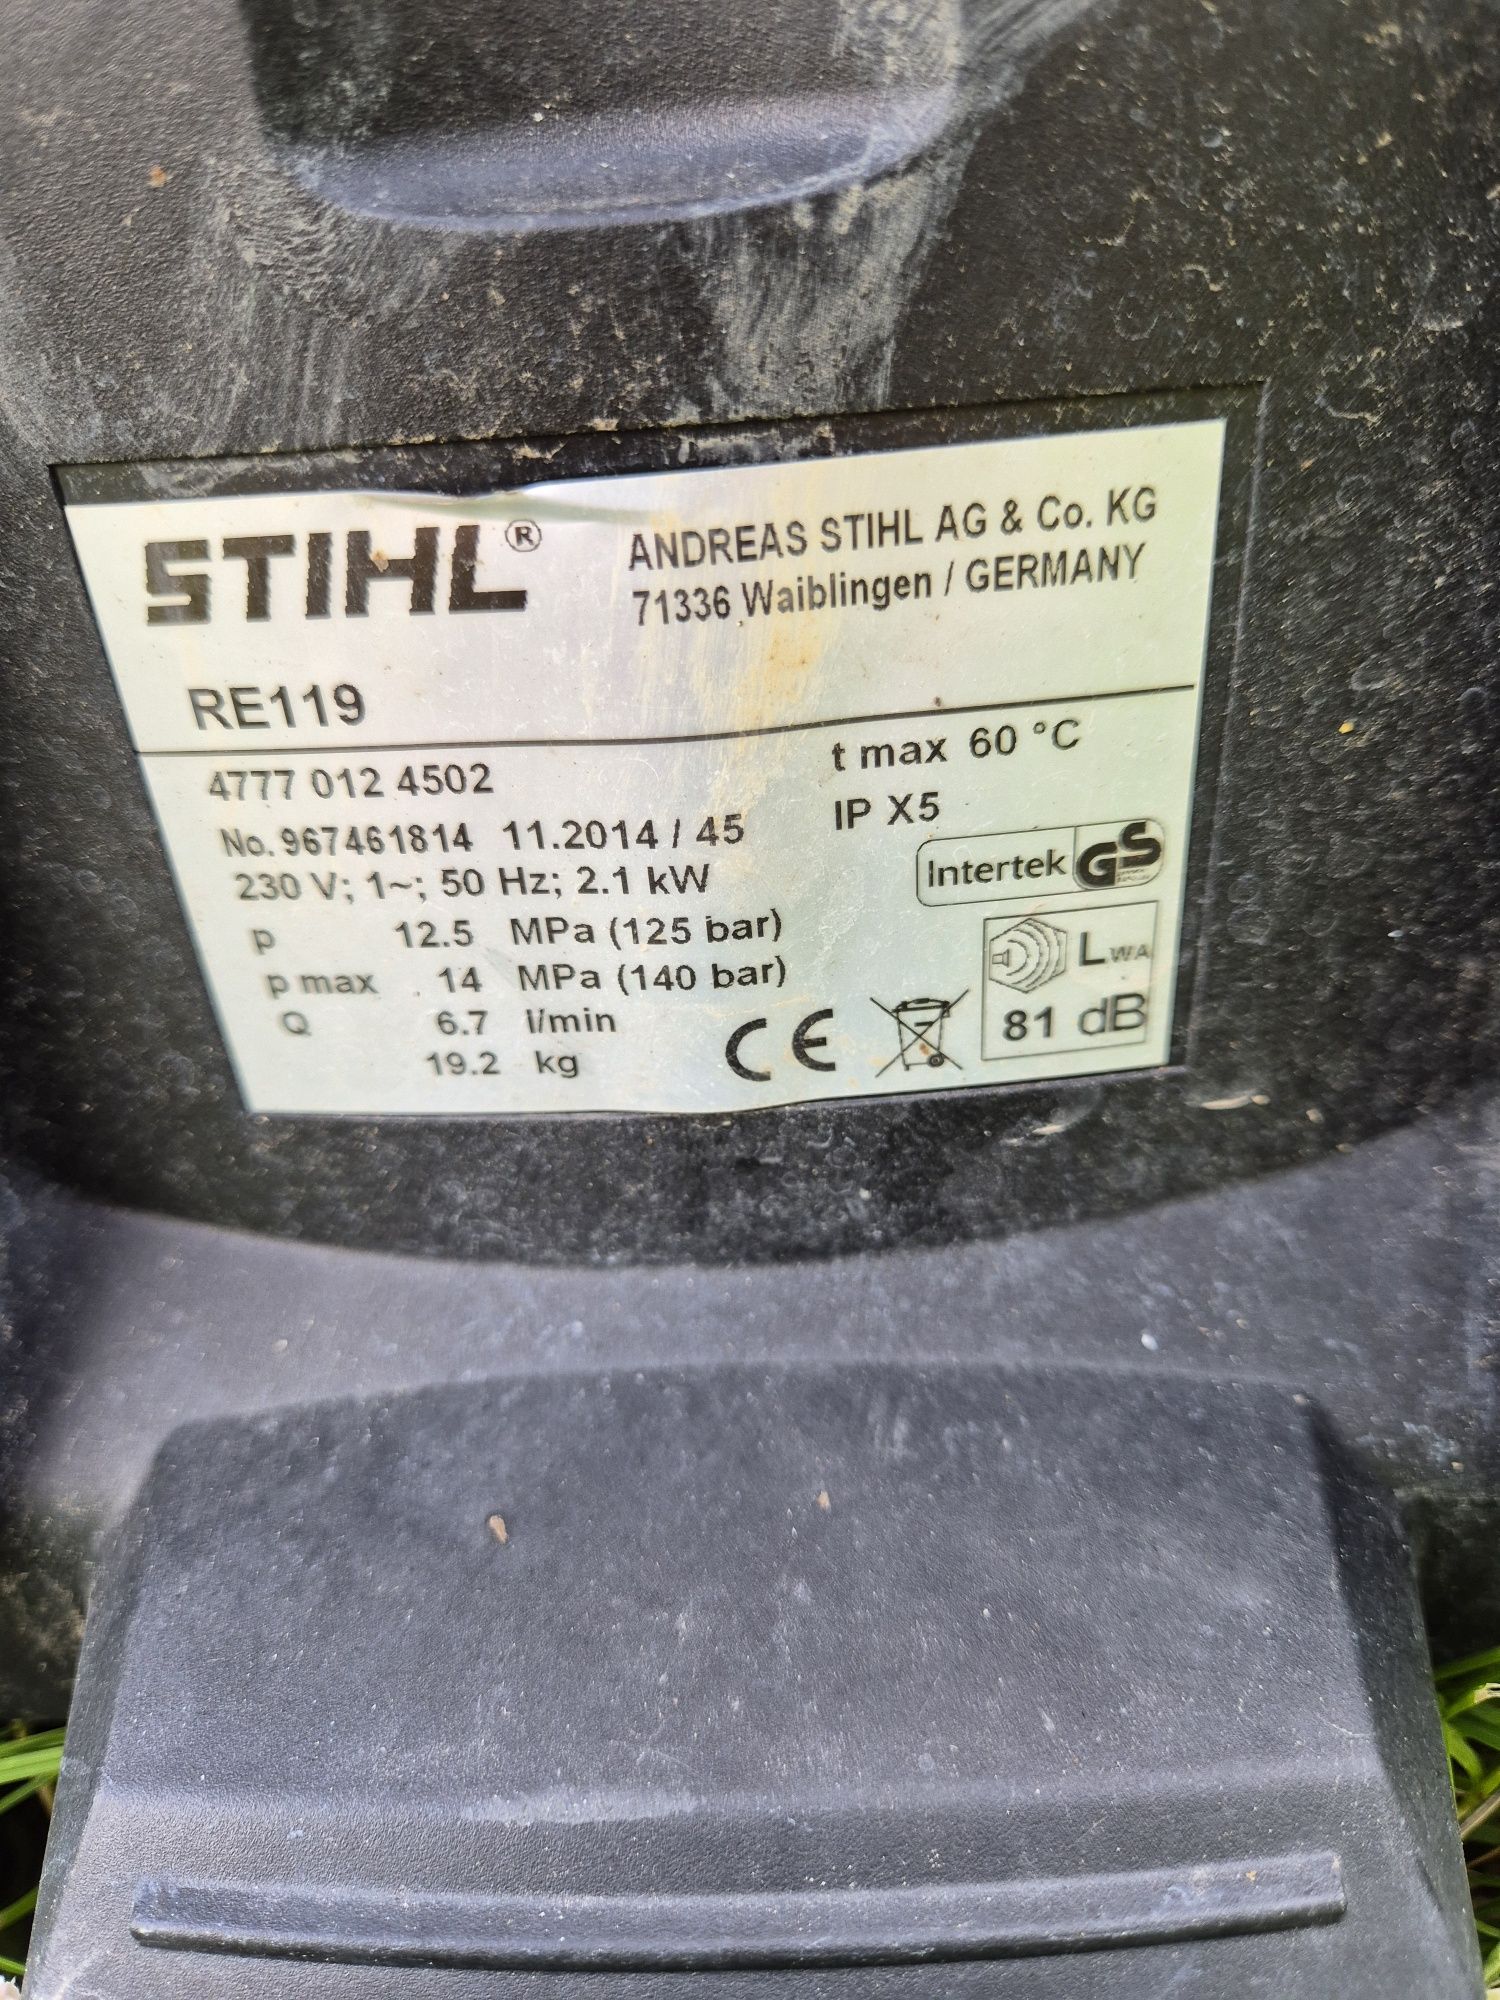 STIHL®
ANDREAS STIHL AG & Co. KG
71336 Waiblingen / GERMANY
RE119
4777 012 4502
t max 60 °C
No. 967461814 11.2014 / 45
IP X5
230 V; 1~; 50 Hz; 2.1 kW
Intertek GS
p 12.5 MPa (125 bar)
p max 14 MPa (140 bar)
Q 6.7 l/min
19.2 kg
CE
LWA
81 dB